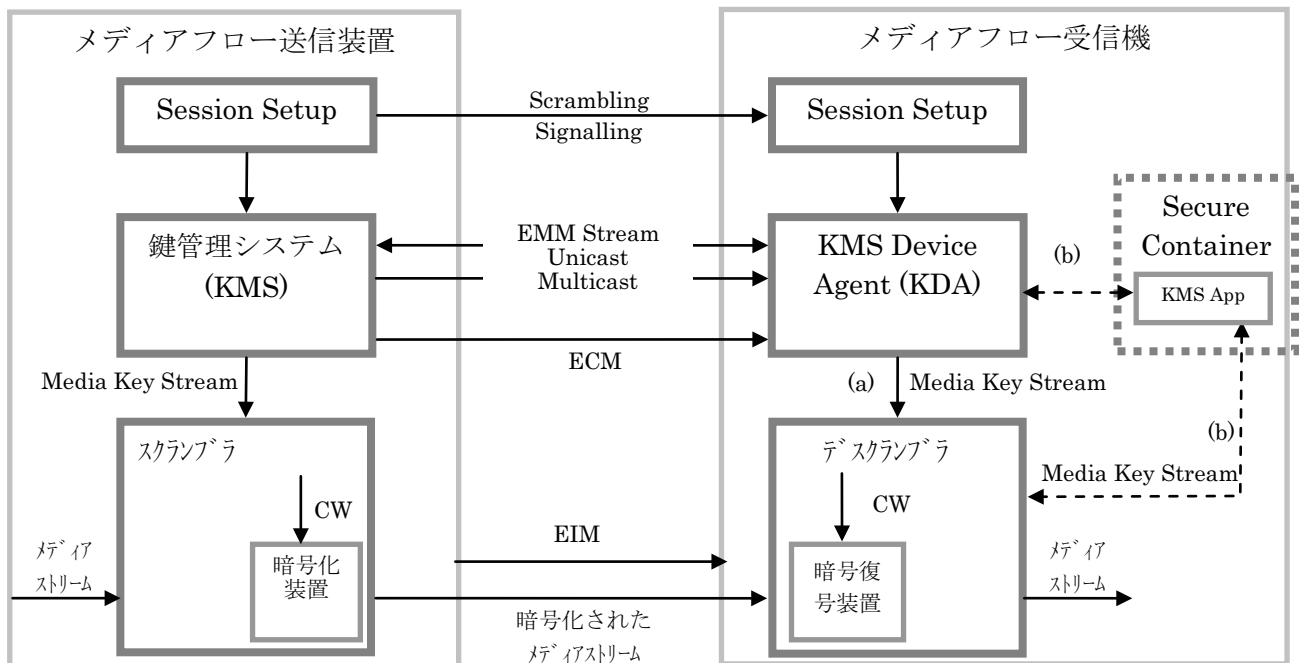 メディアフロー送信装置
メディアフロー受信機
Session Setup
Scrambling
Signalling
Session Setup
鍵管理システム
(KMS)
EMM Stream
Unicast
Multicast
ECM
KMS Device
Agent (KDA)
(b)
Secure
Container
KMS App
Media Key Stream
(a)
Media Key Stream
(b)
Media Key Stream
スクランブラ
CW
暗号化
装置
EIM
デスクランブラ
CW
暗号復
号装置
メディア
ストリーム
暗号化された
メディアストリーム
メディア
ストリーム